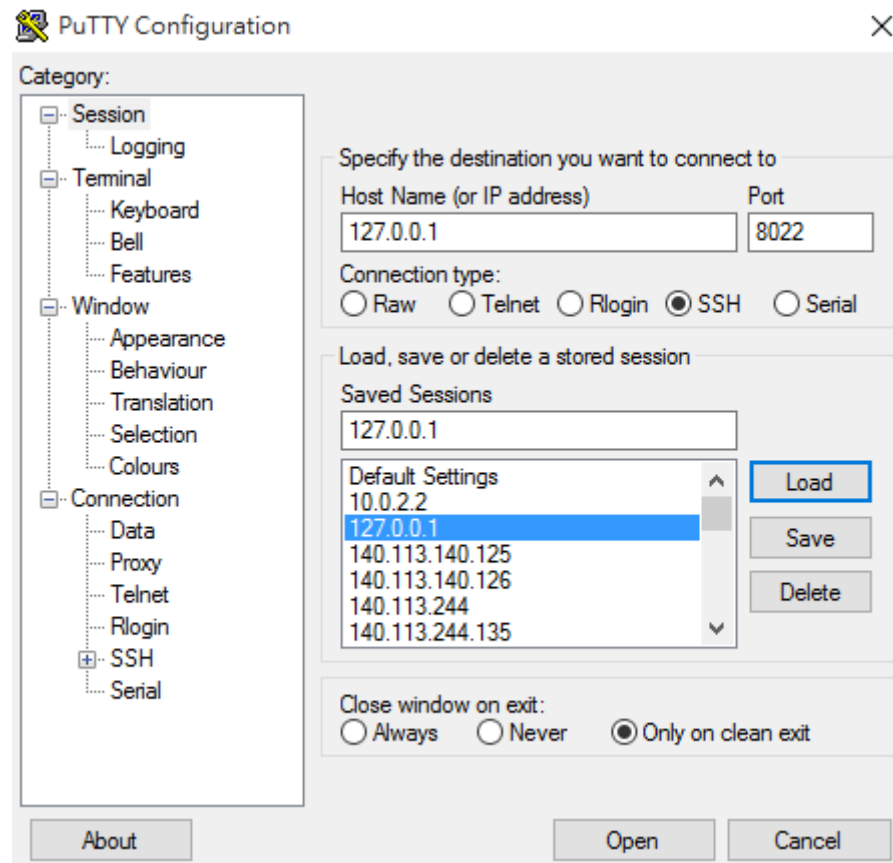 PuTTY Configuration
Category:
Session
Logging
Terminal
Keyboard
Bell
Features
Window
Appearance
Behaviour
Translation
Selection
Colours
Connection
Data
Proxy
Telnet
Rlogin
SSH
Serial
Specify the destination you want to connect to
Host Name (or IP address) Port
127.0.0.1 8022
Connection type:
Raw Telnet Rlogin SSH Serial
Load, save or delete a stored session
Saved Sessions
127.0.0.1
Default Settings
10.0.2.2
127.0.0.1
140.113.140.125
140.113.140.126
140.113.244
140.113.244.135
Load
Save
Delete
Close window on exit:
Always Never Only on clean exit
About Open Cancel